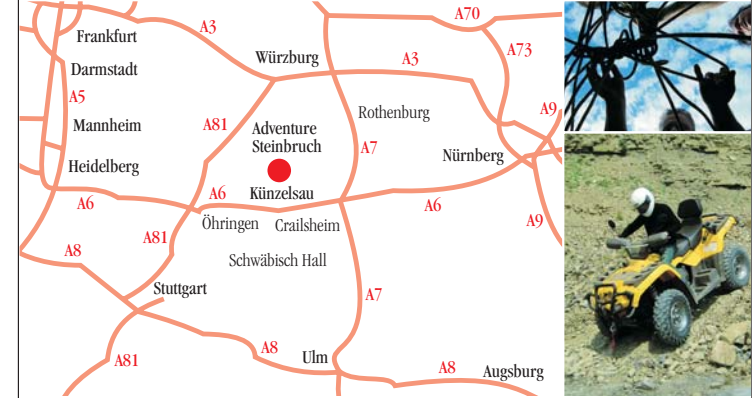 A70
Frankfurt
A3
A73
Würzburg
A3
Darmstadt
A5
A9
Rothenburg
Mannheim
A81
Adventure
Steinbruch
A7
Nürnberg
Heidelberg
A6
Künzelsau
A6
A6
Öhringen
Crailsheim
A9
A81
A8
Schwäbisch Hall
Stuttgart
A7
A8
Ulm
A81
A8
Augsburg